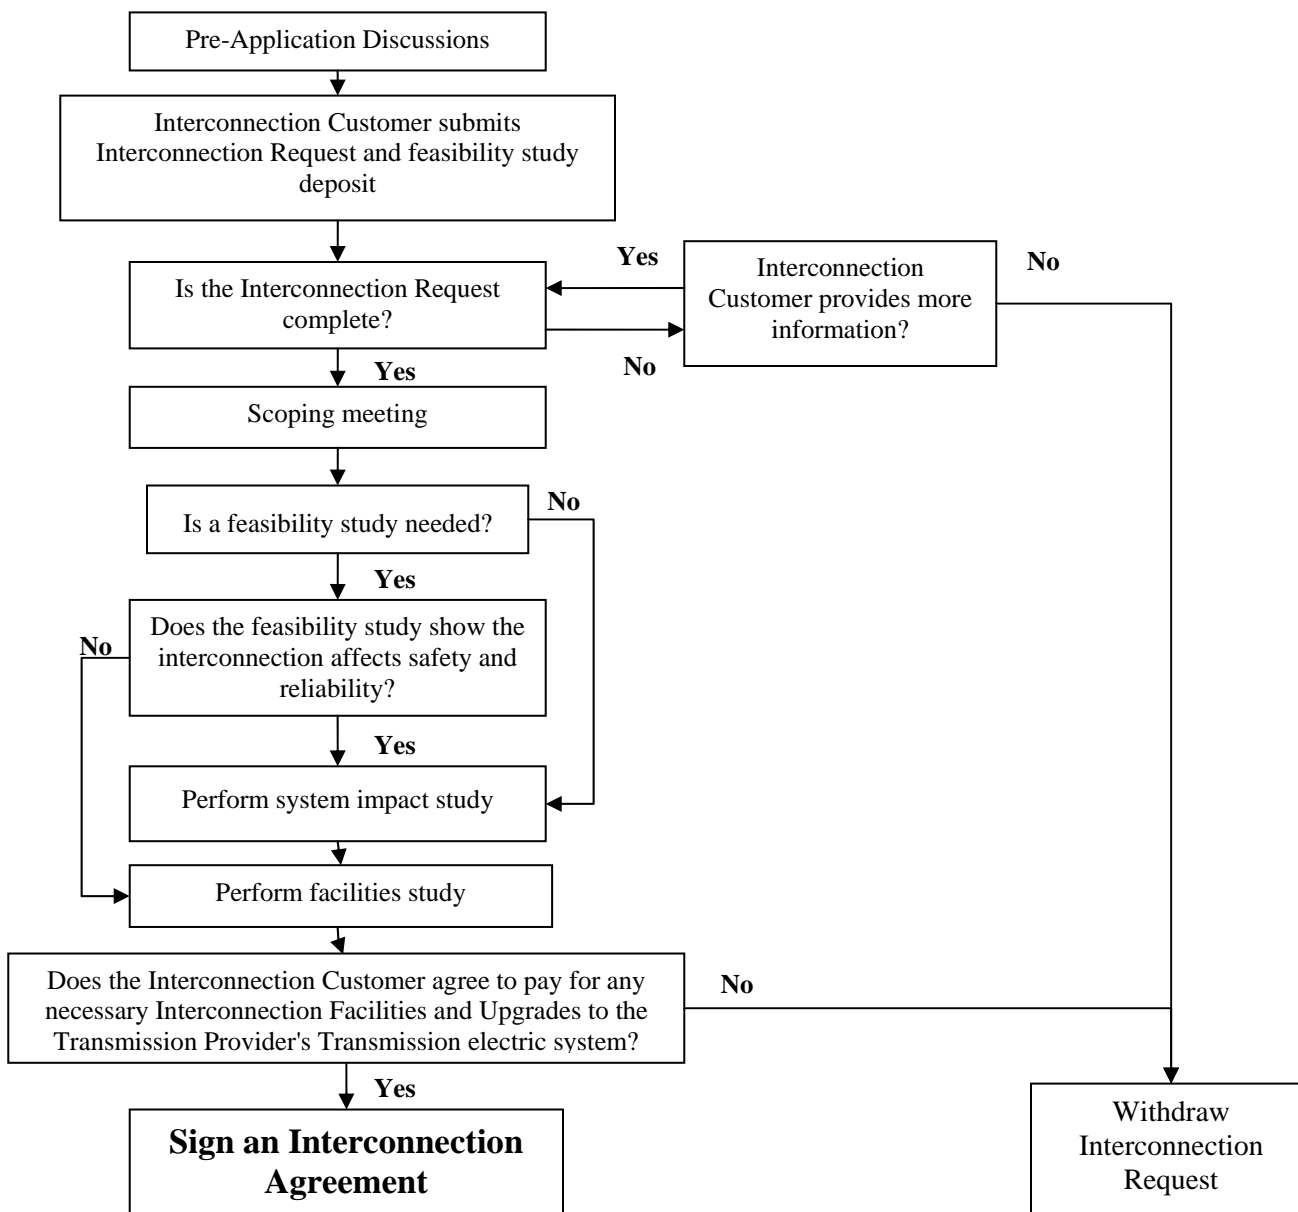 Pre-Application Discussions
Interconnection Customer submits
Interconnection Request and feasibility study
deposit
Yes
Interconnection
Customer provides more
information?
No
Is the Interconnection Request
complete?
No
Yes
Scoping meeting
Is a feasibility study needed?
No
Yes
No
Does the feasibility study show the
interconnection affects safety and
reliability?
Yes
Perform system impact study
Perform facilities study
Does the Interconnection Customer agree to pay for any
necessary Interconnection Facilities and Upgrades to the
Transmission Provider's Transmission electric system?
No
Yes
Sign an Interconnection
Agreement
Withdraw
Interconnection
Request